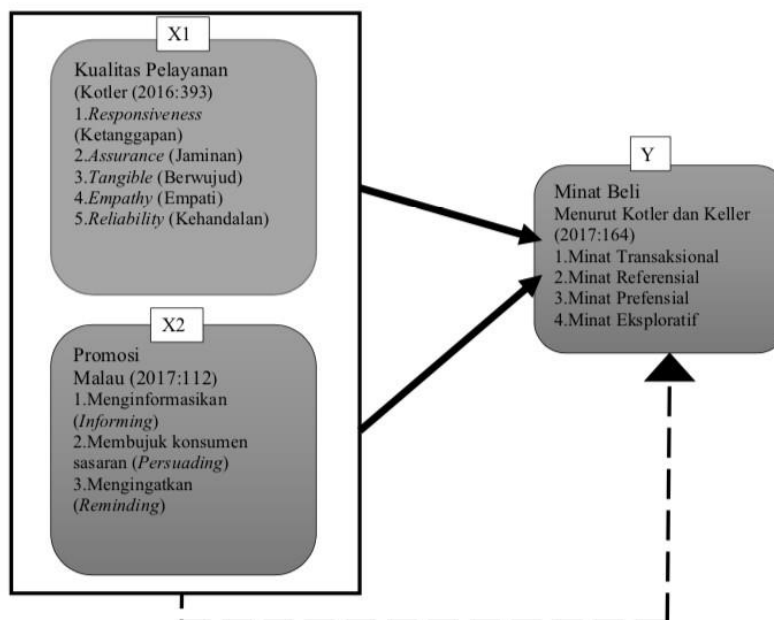 X1
Kualitas Pelayanan
(Kotler (2016:393)
1.Responsiveness
(Ketanggapan)
2.Assurance (Jaminan)
3.Tangible (Berwujud)
4.Empathy (Empati)
5.Reliability (Kehandalan)
X2
Promosi
Malau (2017:112)
1.Menginformasikan
(Informing)
2.Membujuk konsumen
sasaran (Persuading)
3.Mengingatkan
(Reminding)
Y
Minat Beli
Menurut Kotler dan Keller
(2017:164)
1.Minat Transaksional
2.Minat Referensial
3.Minat Prefensial
4.Minat Eksploratif